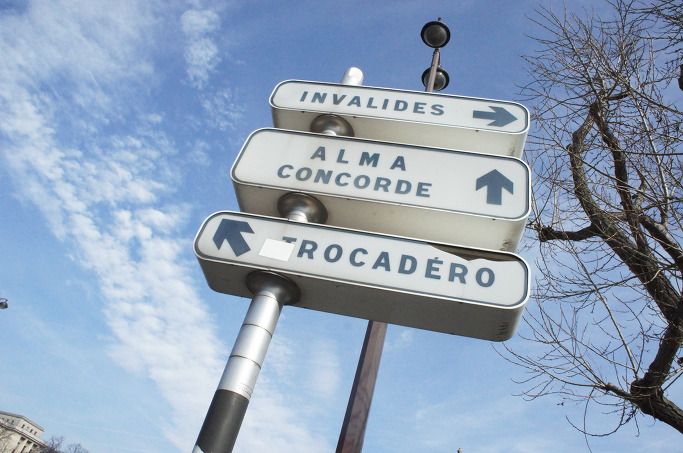 INVALIDES
ALMA
CONCORDE
TROCADÉRO